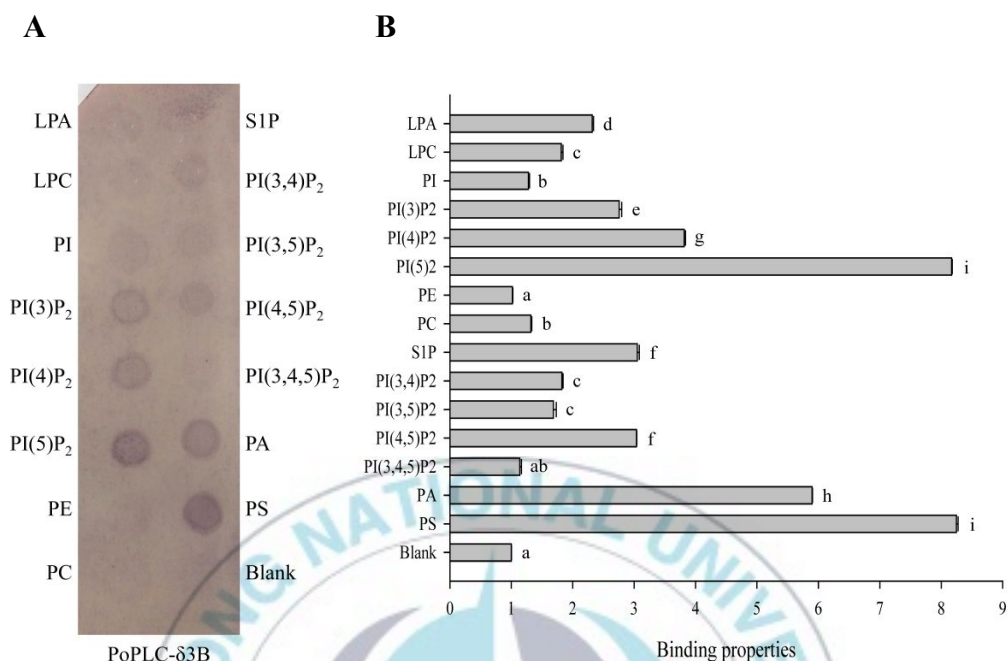 A
LPA
LPC
PI
PI(3)P2
PI(4)P2
PI(5)P2
PE
PC
S1P
PI(3,4)P2
PI(3,5)P2
PI(4,5)P2
PI(3,4,5)P2
PA
PS
Blank
PoPLC-δ3B
B
LPA d
LPC c
PI b
PI(3)P2 e
PI(4)P2 g
PI(5)2 i
PE a
PC b
S1P f
PI(3,4)P2 c
PI(3,5)P2 c
PI(4,5)P2 f
PI(3,4,5)P2 ab
PA h
PS i
Blank a
0 1 2 3 4 5 6 7 8 9
Binding properties
ONG NATIONAL UNIVE